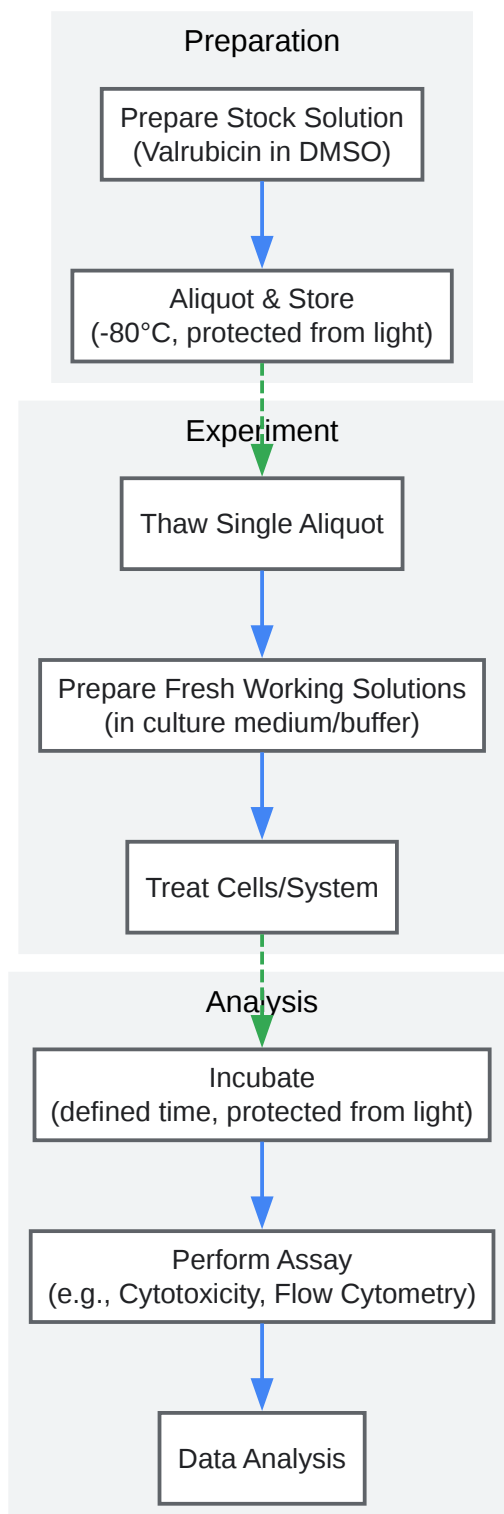 Preparation
Prepare Stock Solution
(Valrubicin in DMSO)
Aliquot & Store
(-80°C, protected from light)
Experiment
Thaw Single Aliquot
Prepare Fresh Working Solutions
(in culture medium/buffer)
Treat Cells/System
Analysis
Incubate
(defined time, protected from light)
Perform Assay
(e.g., Cytotoxicity, Flow Cytometry)
Data Analysis